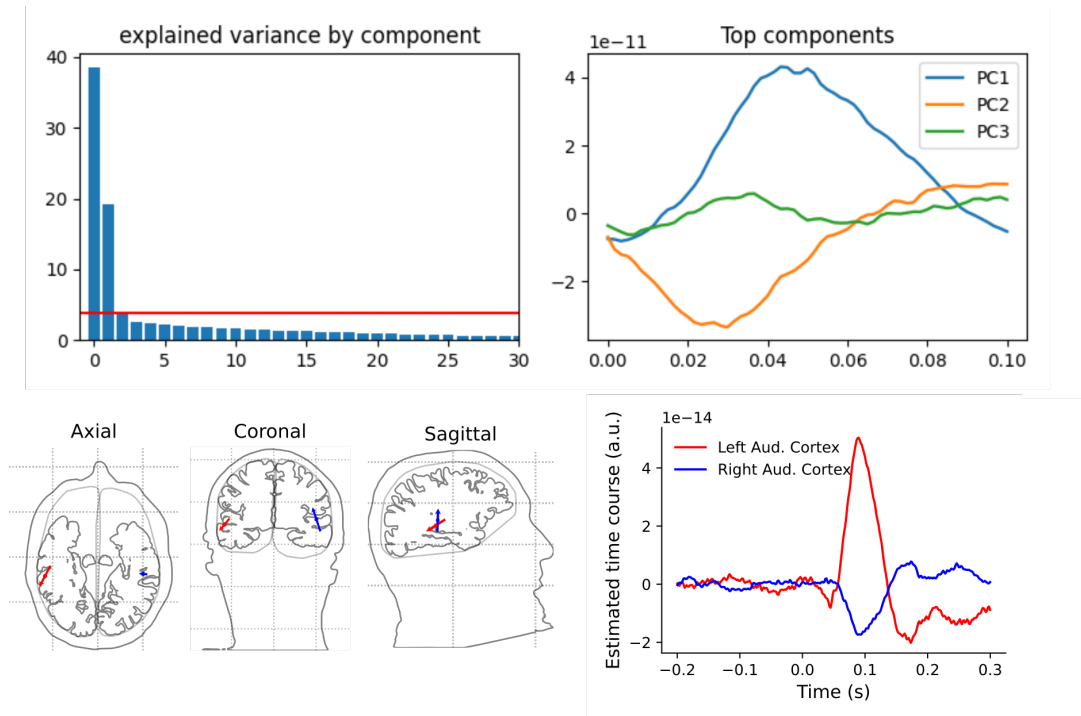 explained variance by component
40
30
20
10
0
0 5 10 15 20 25 30
Top components
1e−11
4
2
0
−2
PC1
PC2
PC3
0.00 0.02 0.04 0.06 0.08 0.10
Axial
Coronal
Sagittal
Estimated time course (a.u.)
1e−14
4
2
0
−2
Left Aud. Cortex
Right Aud. Cortex
−0.2 −0.1 0.0 0.1 0.2 0.3
Time (s)